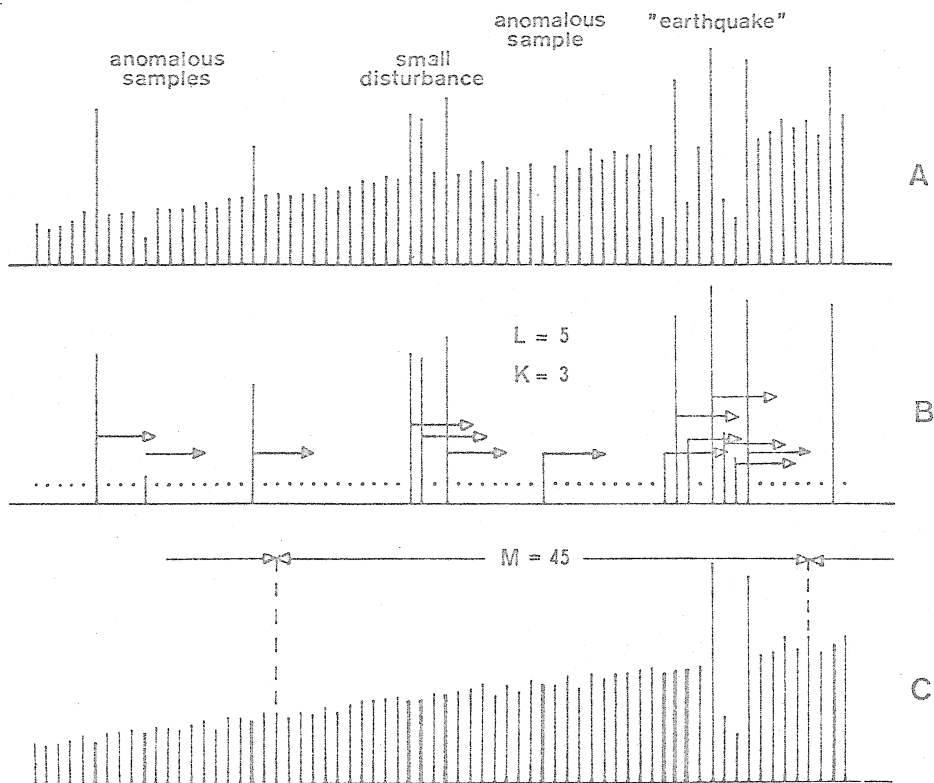 anomalous
samples
small
disturbance
anomalous
sample
"earthquake"
A
L = 5
K = 3
B
M = 45
C